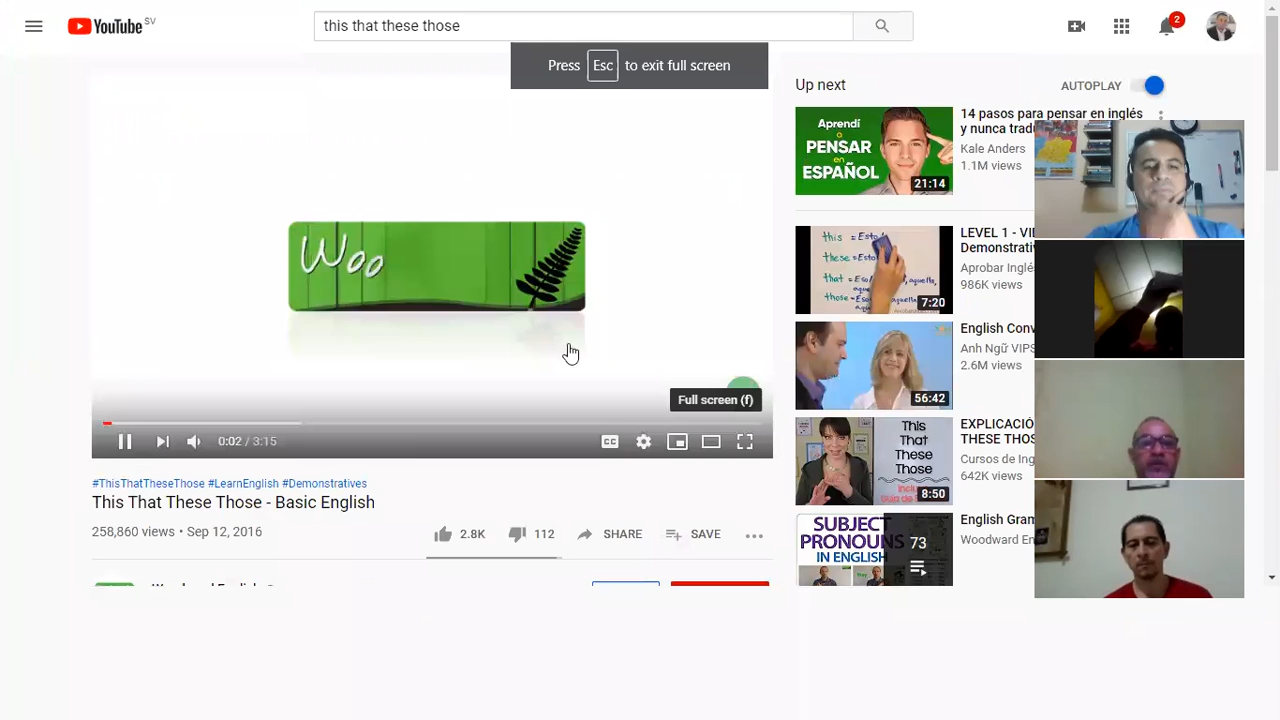 YouTube SV
this that these those
2
Press Esc to exit full screen
Woo
Full screen (f)
0:02 / 3:15
CC
#ThisThatTheseThose #LearnEnglish #Demonstratives
This That These Those - Basic English
258,860 views • Sep 12, 2016
2.8K
112
SHARE
SAVE
Up next
AUTOPLAY
Aprendí
a
PENSAR
en
ESPAÑOL
21:14
14 pasos para pensar en inglés
y nunca tradu
Kale Anders
1.1M views
this = Esto
these = Esto
that = Eso
those = Eso
7:20
LEVEL 1 - VI
Demonstrati
Aprobar Inglé
986K views
56:42
English Conv
Anh Ngữ VIPS
2.6M views
This
That
These
Those
8:50
EXPLICACIÓ
THESE THOS
Cursos de Ing
642K views
SUBJECT
PRONOUNS
IN ENGLISH
73
English Gram
Woodward En